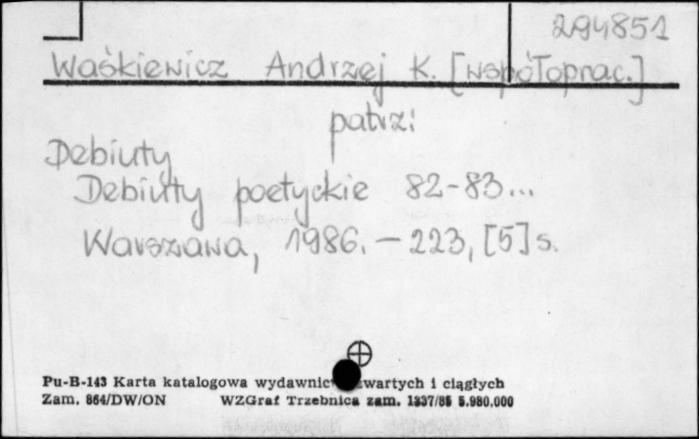 294851
Waśkiewicz Andrzej K. [współoprac.]
patrz:
Debiuty
Debiuty poetyckie 82-83...
Warszawa, 1986. – 223, [5] s.
Pu-B-143 Karta katalogowa wydawnic wartych i ciągłych
Zam. 864/DW/ON WZGraf Trzebnica zam. 1337/85 5.980.000